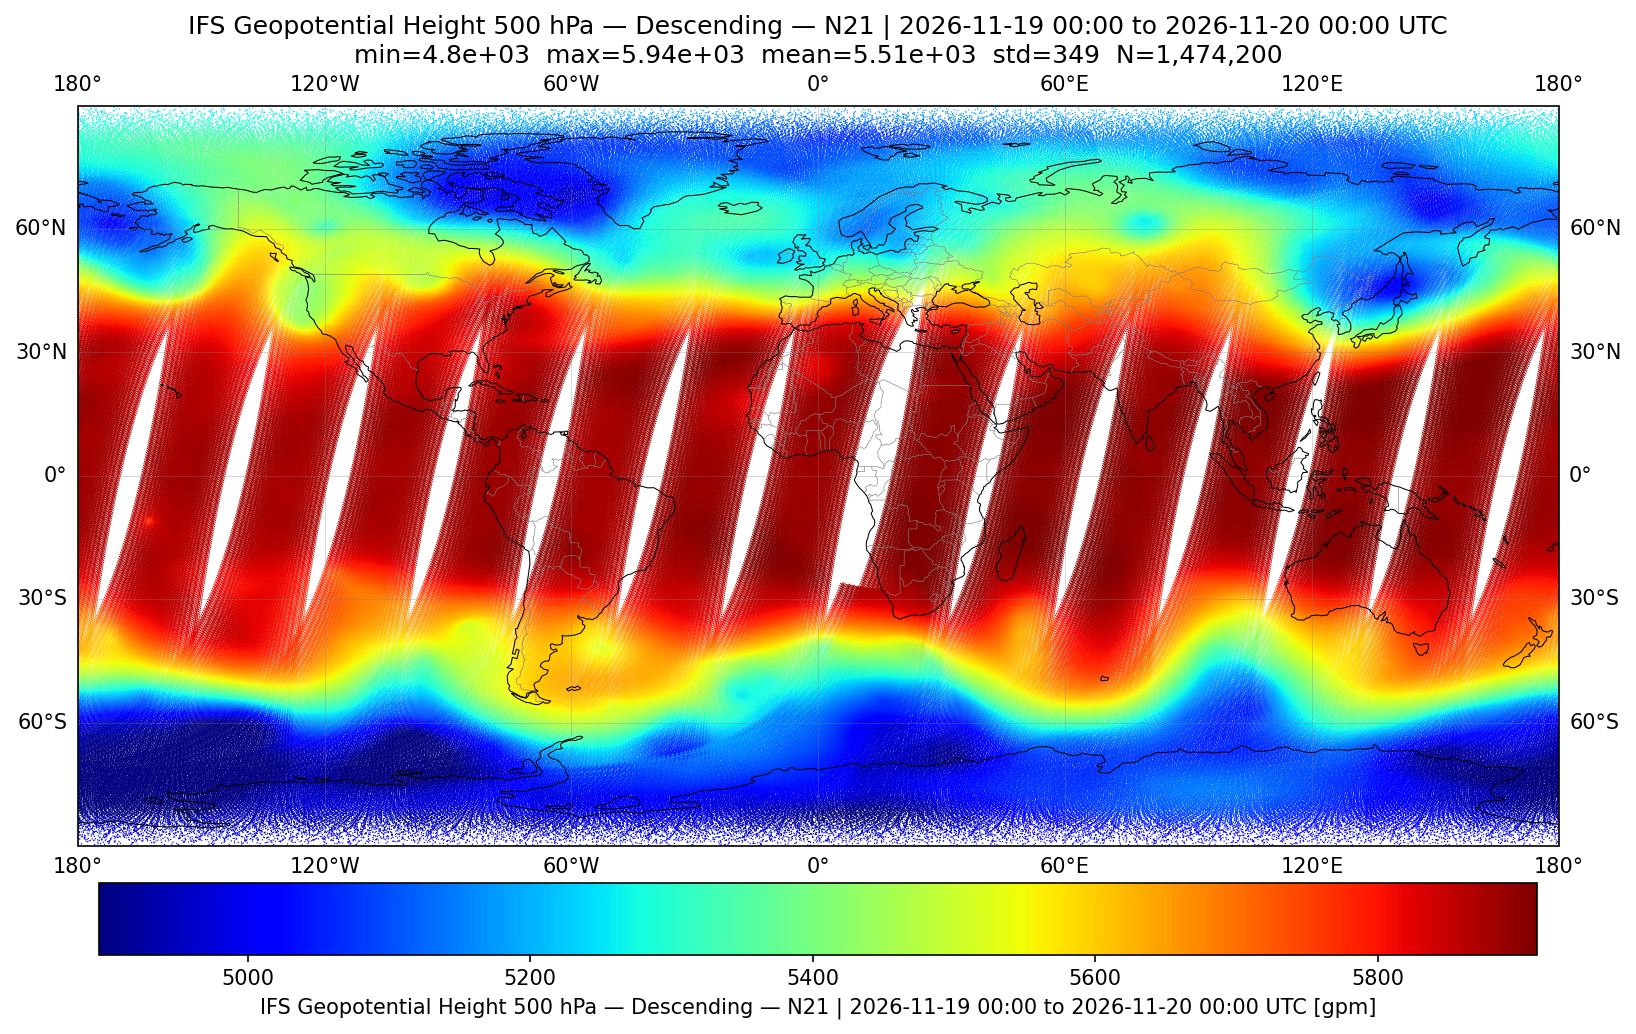 IFS Geopotential Height 500 hPa — Descending — N21 | 2026-11-19 00:00 to 2026-11-20 00:00 UTC
min=4.8e+03 max=5.94e+03 mean=5.51e+03 std=349 N=1,474,200
180° 120°W 60°W 0° 60°E 120°E 180°
60°N 60°N
30°N 30°N
0° 0°
30°S 30°S
60°S 60°S
180° 120°W 60°W 0° 60°E 120°E 180°
5000 5200 5400 5600 5800
IFS Geopotential Height 500 hPa — Descending — N21 | 2026-11-19 00:00 to 2026-11-20 00:00 UTC [gpm]